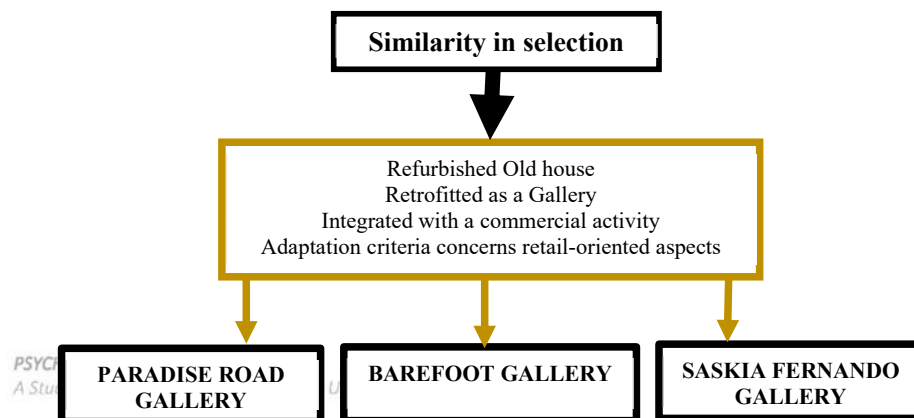 Similarity in selection
Refurbished Old house
Retrofitted as a Gallery
Integrated with a commercial activity
Adaptation criteria concerns retail-oriented aspects
PARADISE ROAD
GALLERY
BAREFOOT GALLERY
SASKIA FERNANDO
GALLERY
A